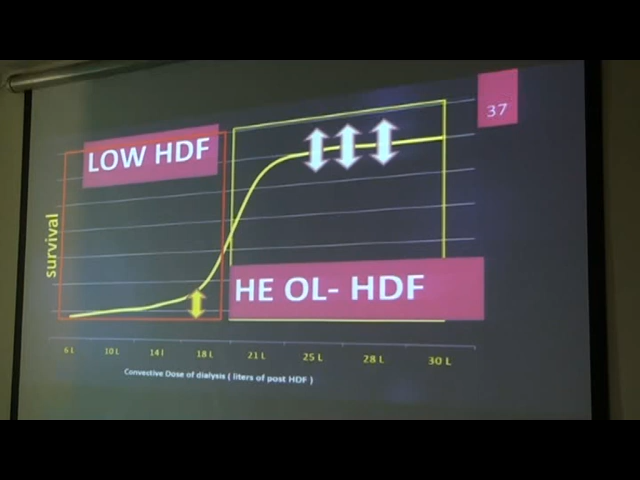 37
LOW HDF
survival
HE OL- HDF
6 L 10 L 14 l 18 L 21 L 25 L 28 L 30 L
Convestive Dose of dialysis ( liters of post HDF )